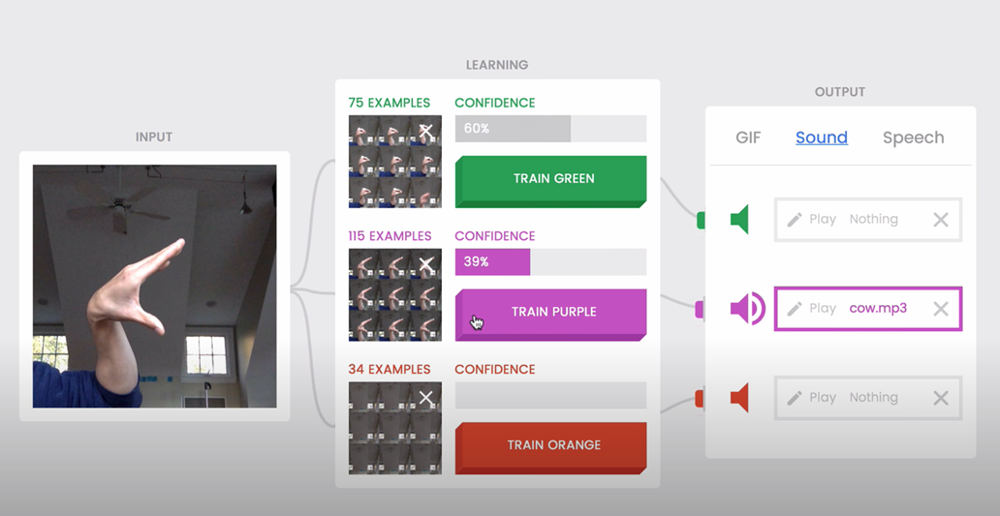 INPUT
LEARNING
75 EXAMPLES CONFIDENCE
60%
TRAIN GREEN
115 EXAMPLES CONFIDENCE
39%
TRAIN PURPLE
34 EXAMPLES CONFIDENCE
TRAIN ORANGE
OUTPUT
GIF Sound Speech
Play Nothing
Play cow.mp3
Play Nothing